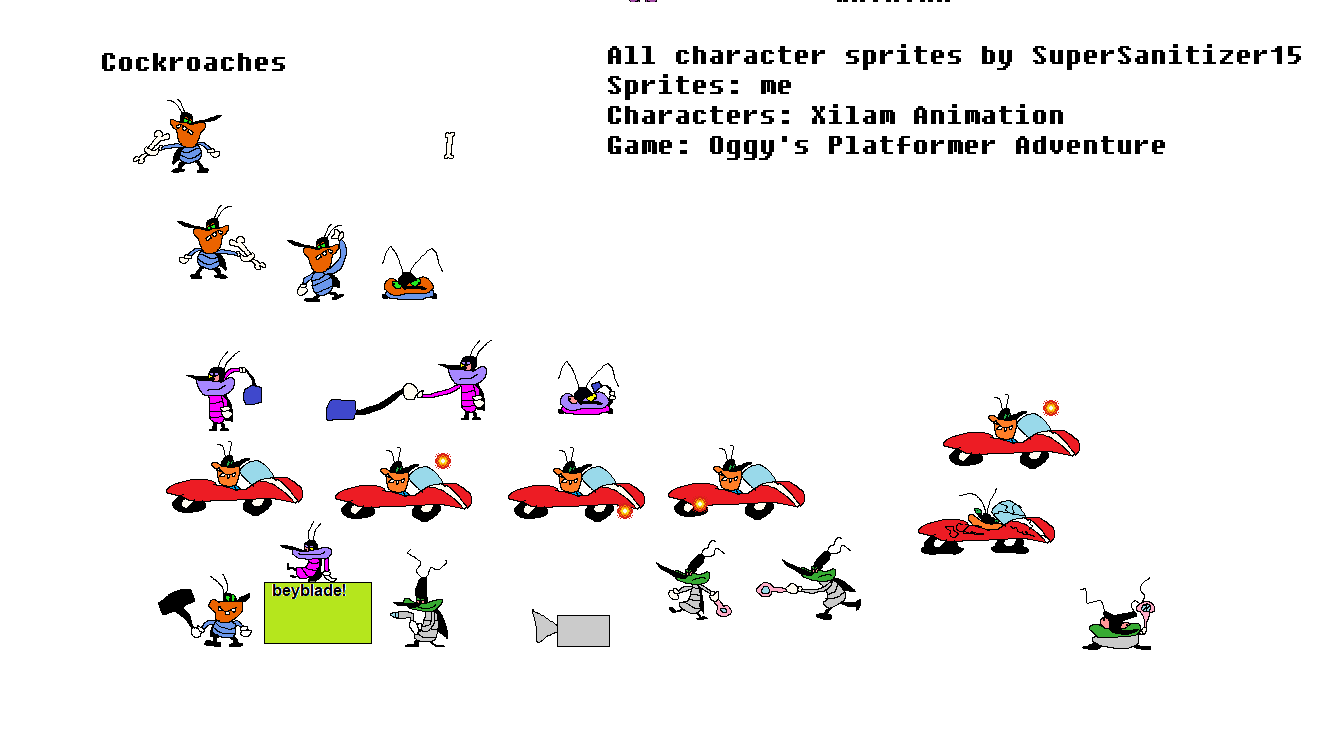 Cockroaches
All character sprites by SuperSanitizer15
Sprites: me
Characters: Xilam Animation
Game: Oggy's Platformer Adventure
beyblade!